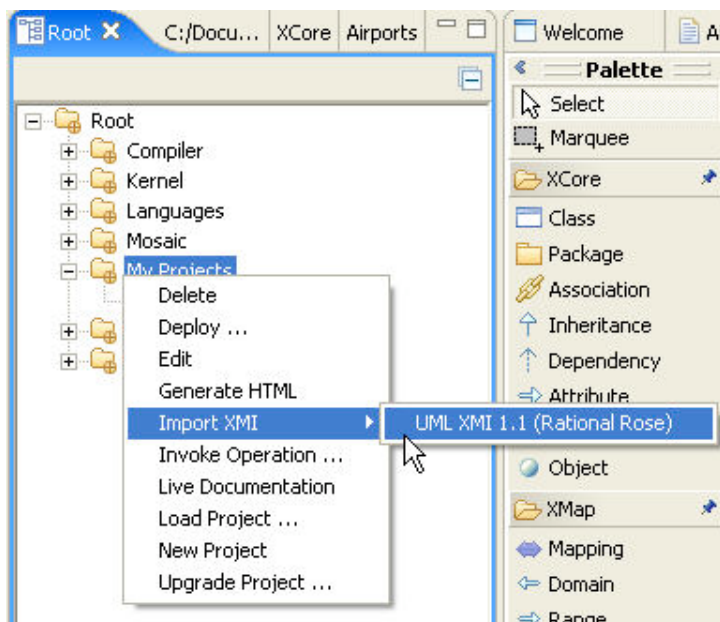 Root C:/Docu... XCore Airports
Root
Compiler
Kernel
Languages
Mosaic
My Projects
Delete
Deploy ...
Edit
Generate HTML
Import XMI
Invoke Operation ...
Live Documentation
Load Project ...
New Project
Upgrade Project ...
UML XMI 1.1 (Rational Rose)
Welcome A
Palette
Select
Marquee
XCore
Class
Package
Association
Inheritance
Dependency
Attribute
Object
XMap
Mapping
Domain
Range